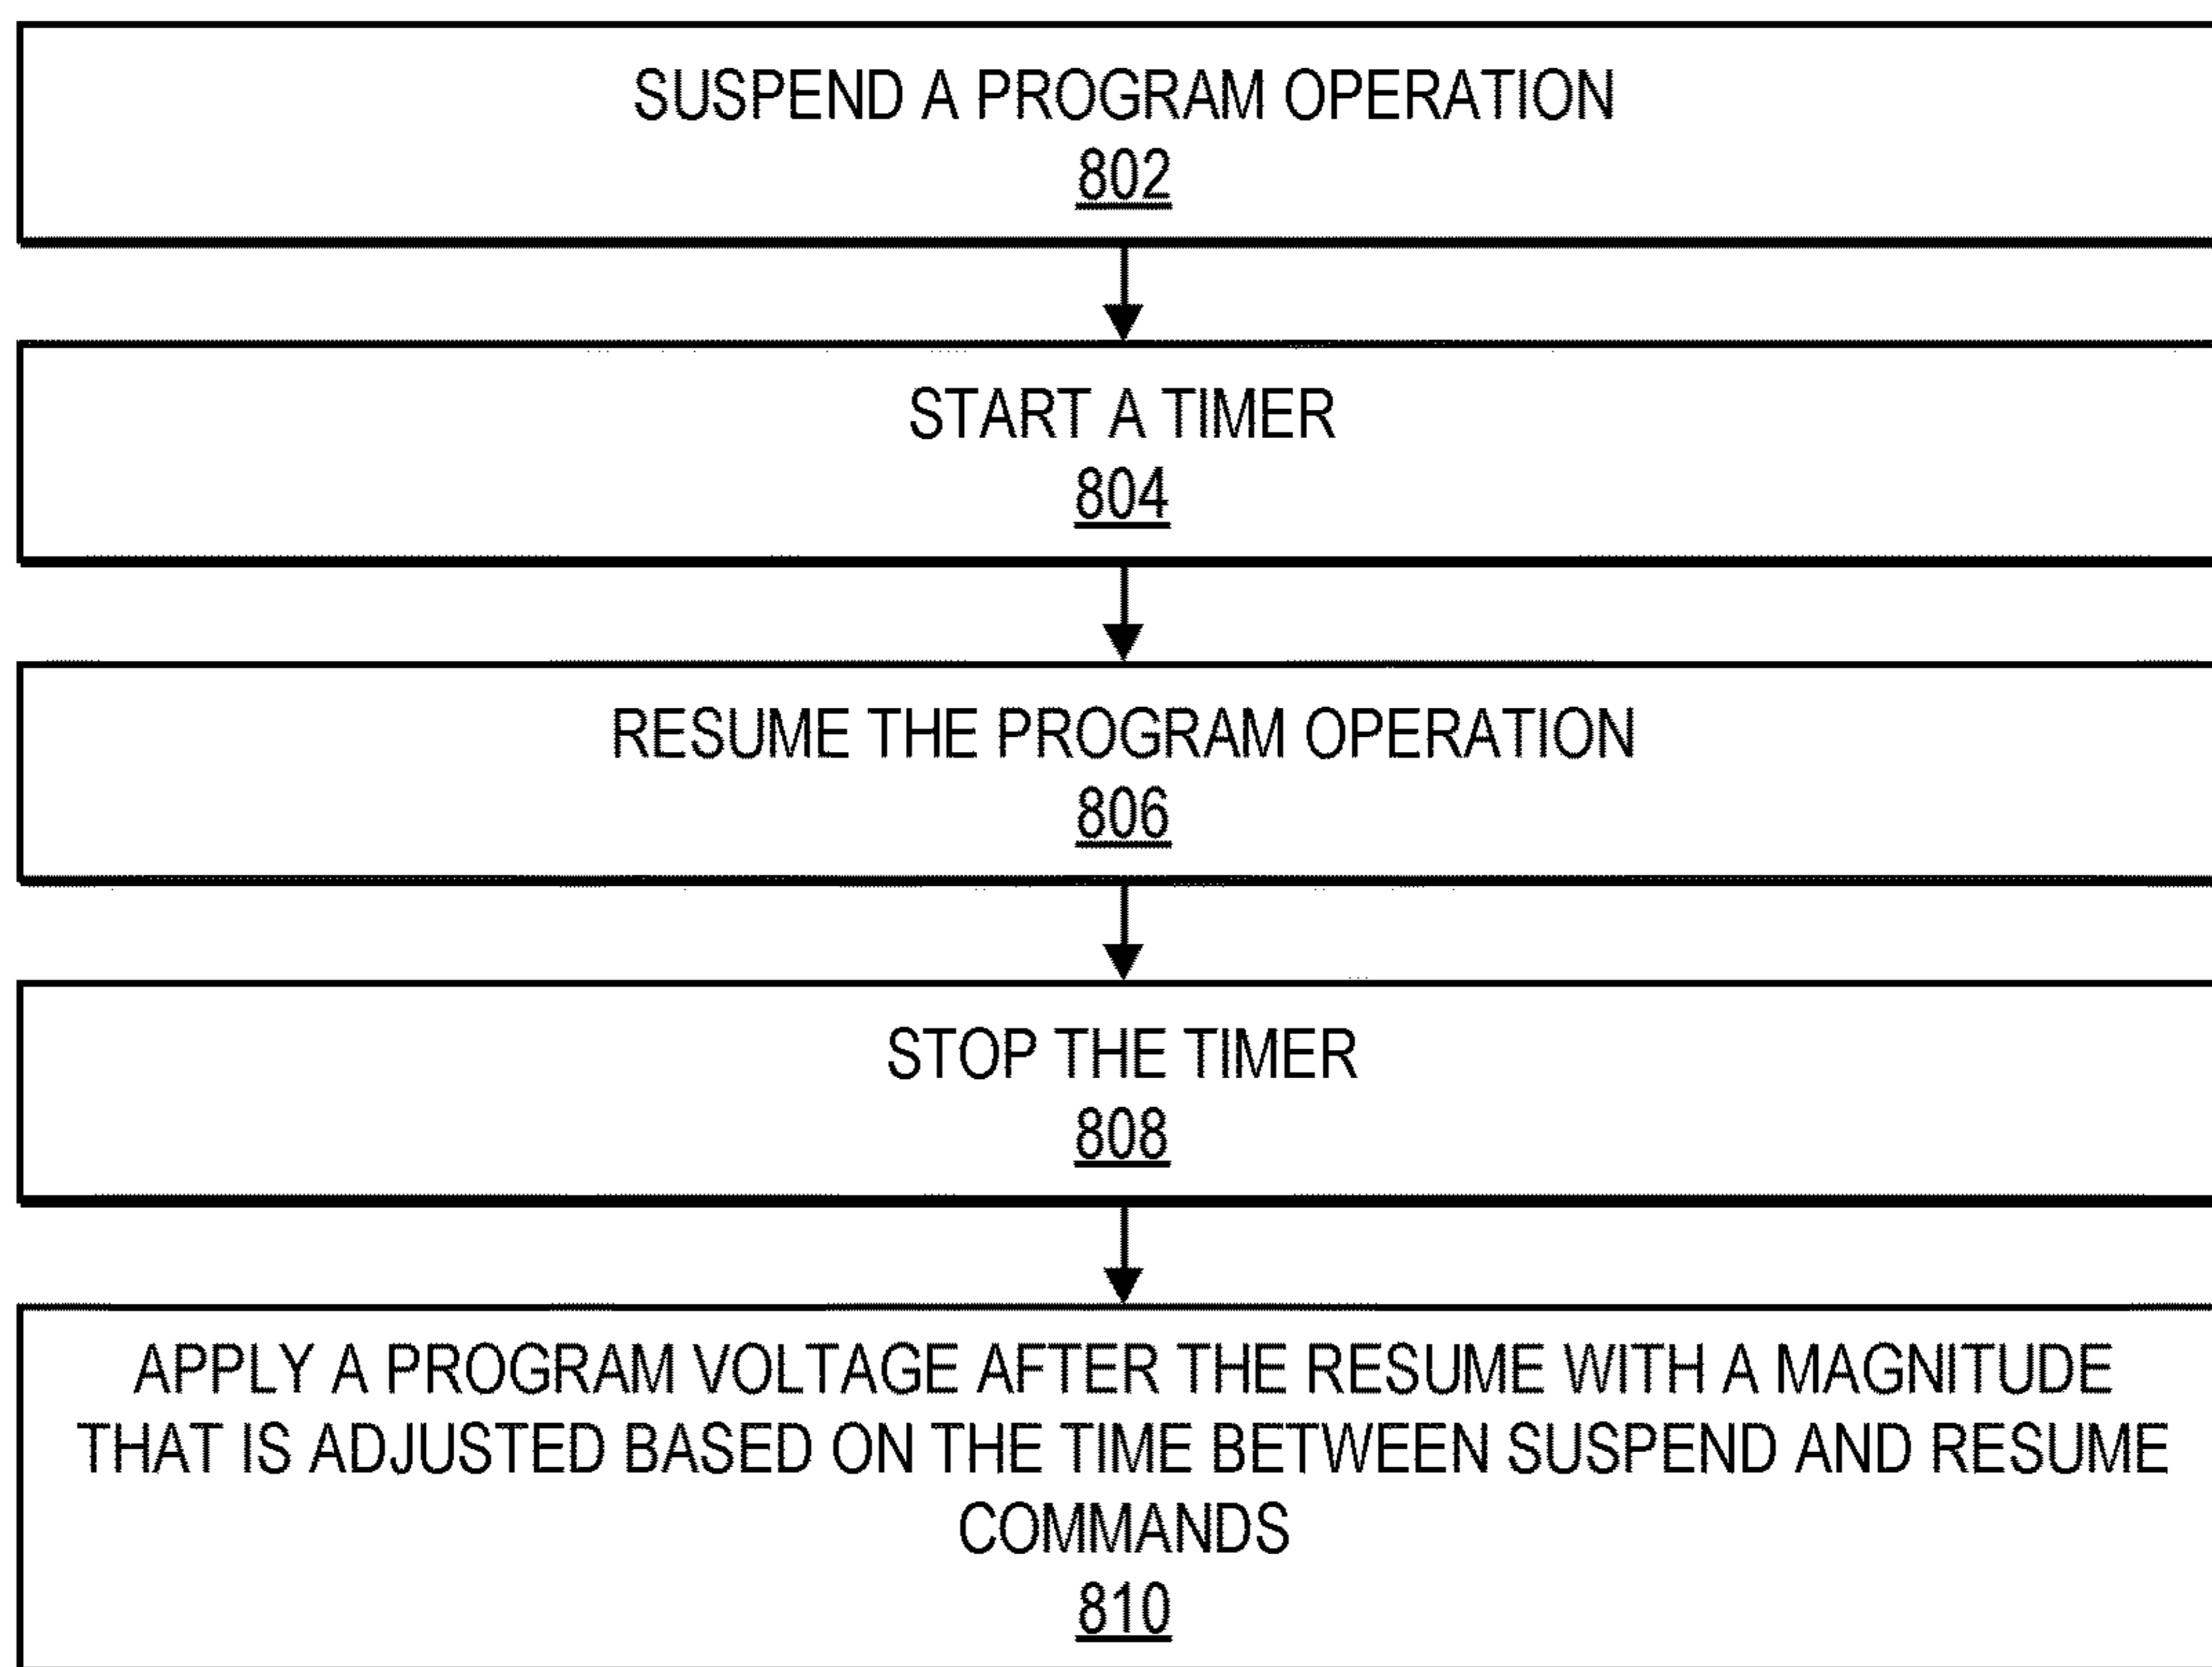 SUSPEND A PROGRAM OPERATION
802
START A TIMER
804
RESUME THE PROGRAM OPERATION
806
STOP THE TIMER
808
APPLY A PROGRAM VOLTAGE AFTER THE RESUME WITH A MAGNITUDE
THAT IS ADJUSTED BASED ON THE TIME BETWEEN SUSPEND AND RESUME
COMMANDS
810